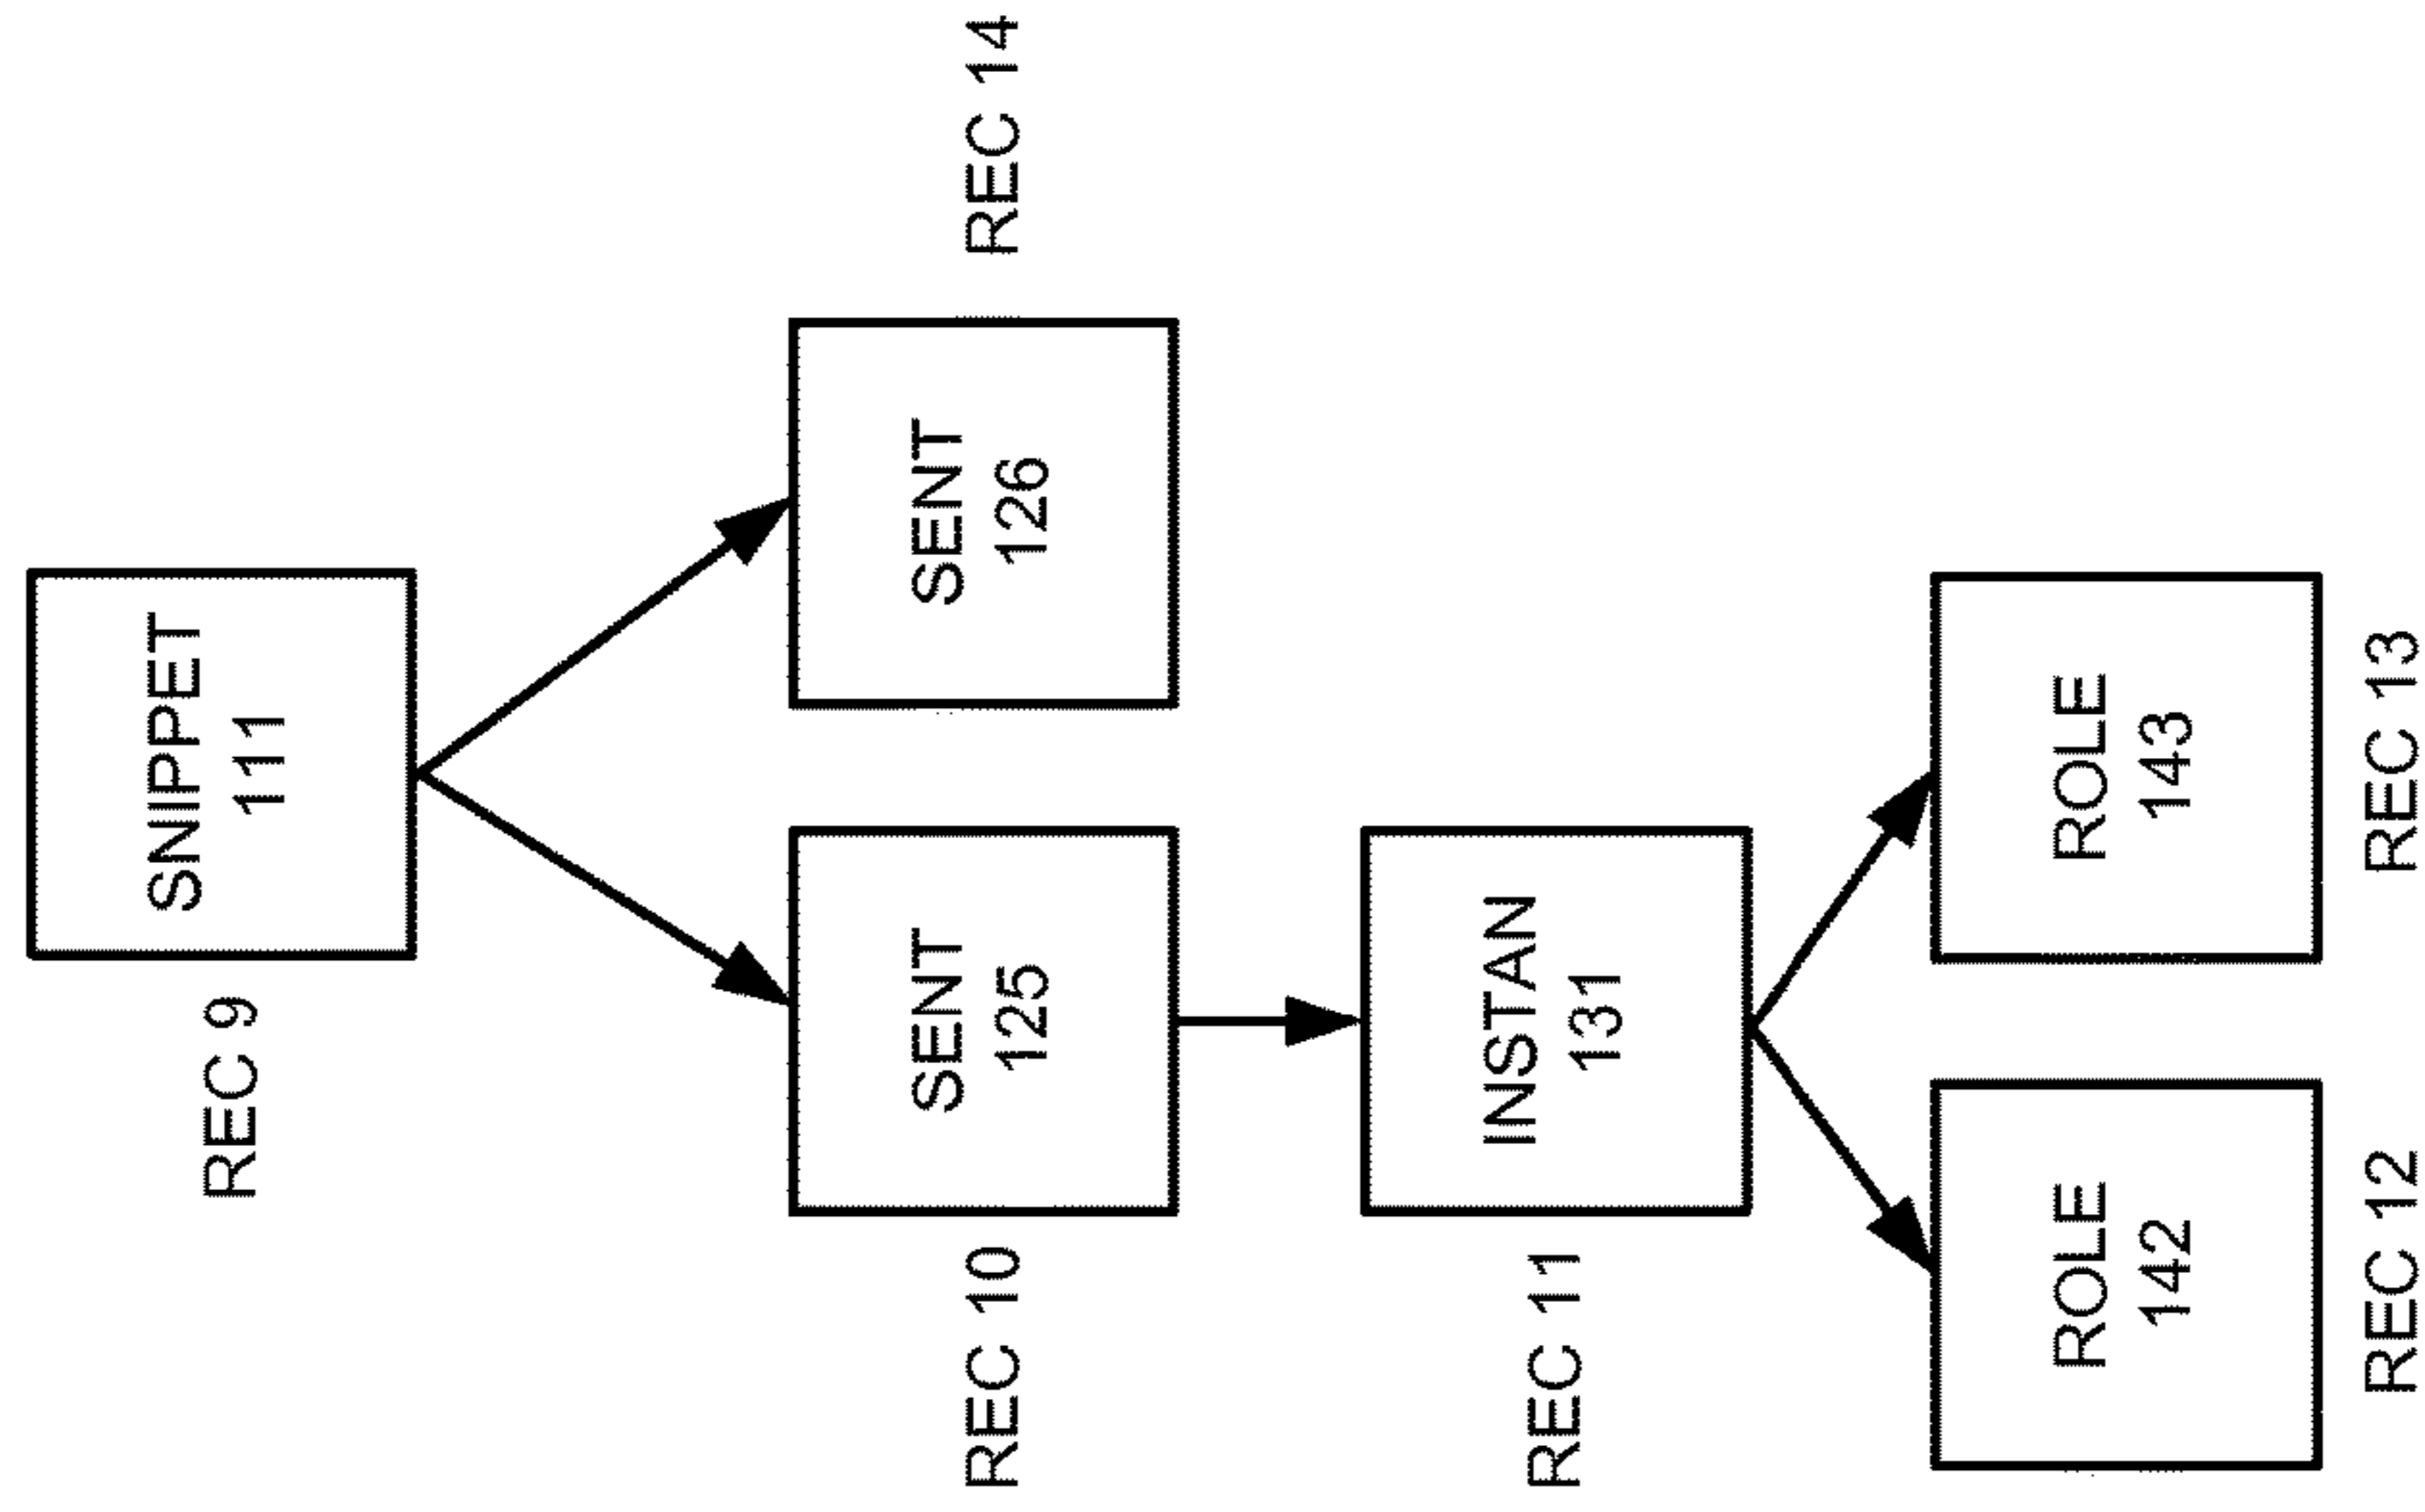 SNIPPET
111
REC 9
SENT
125
REC 10
SENT
126
REC 14
INSTAN
131
REC 11
ROLE
142
REC 12
ROLE
143
REC 13